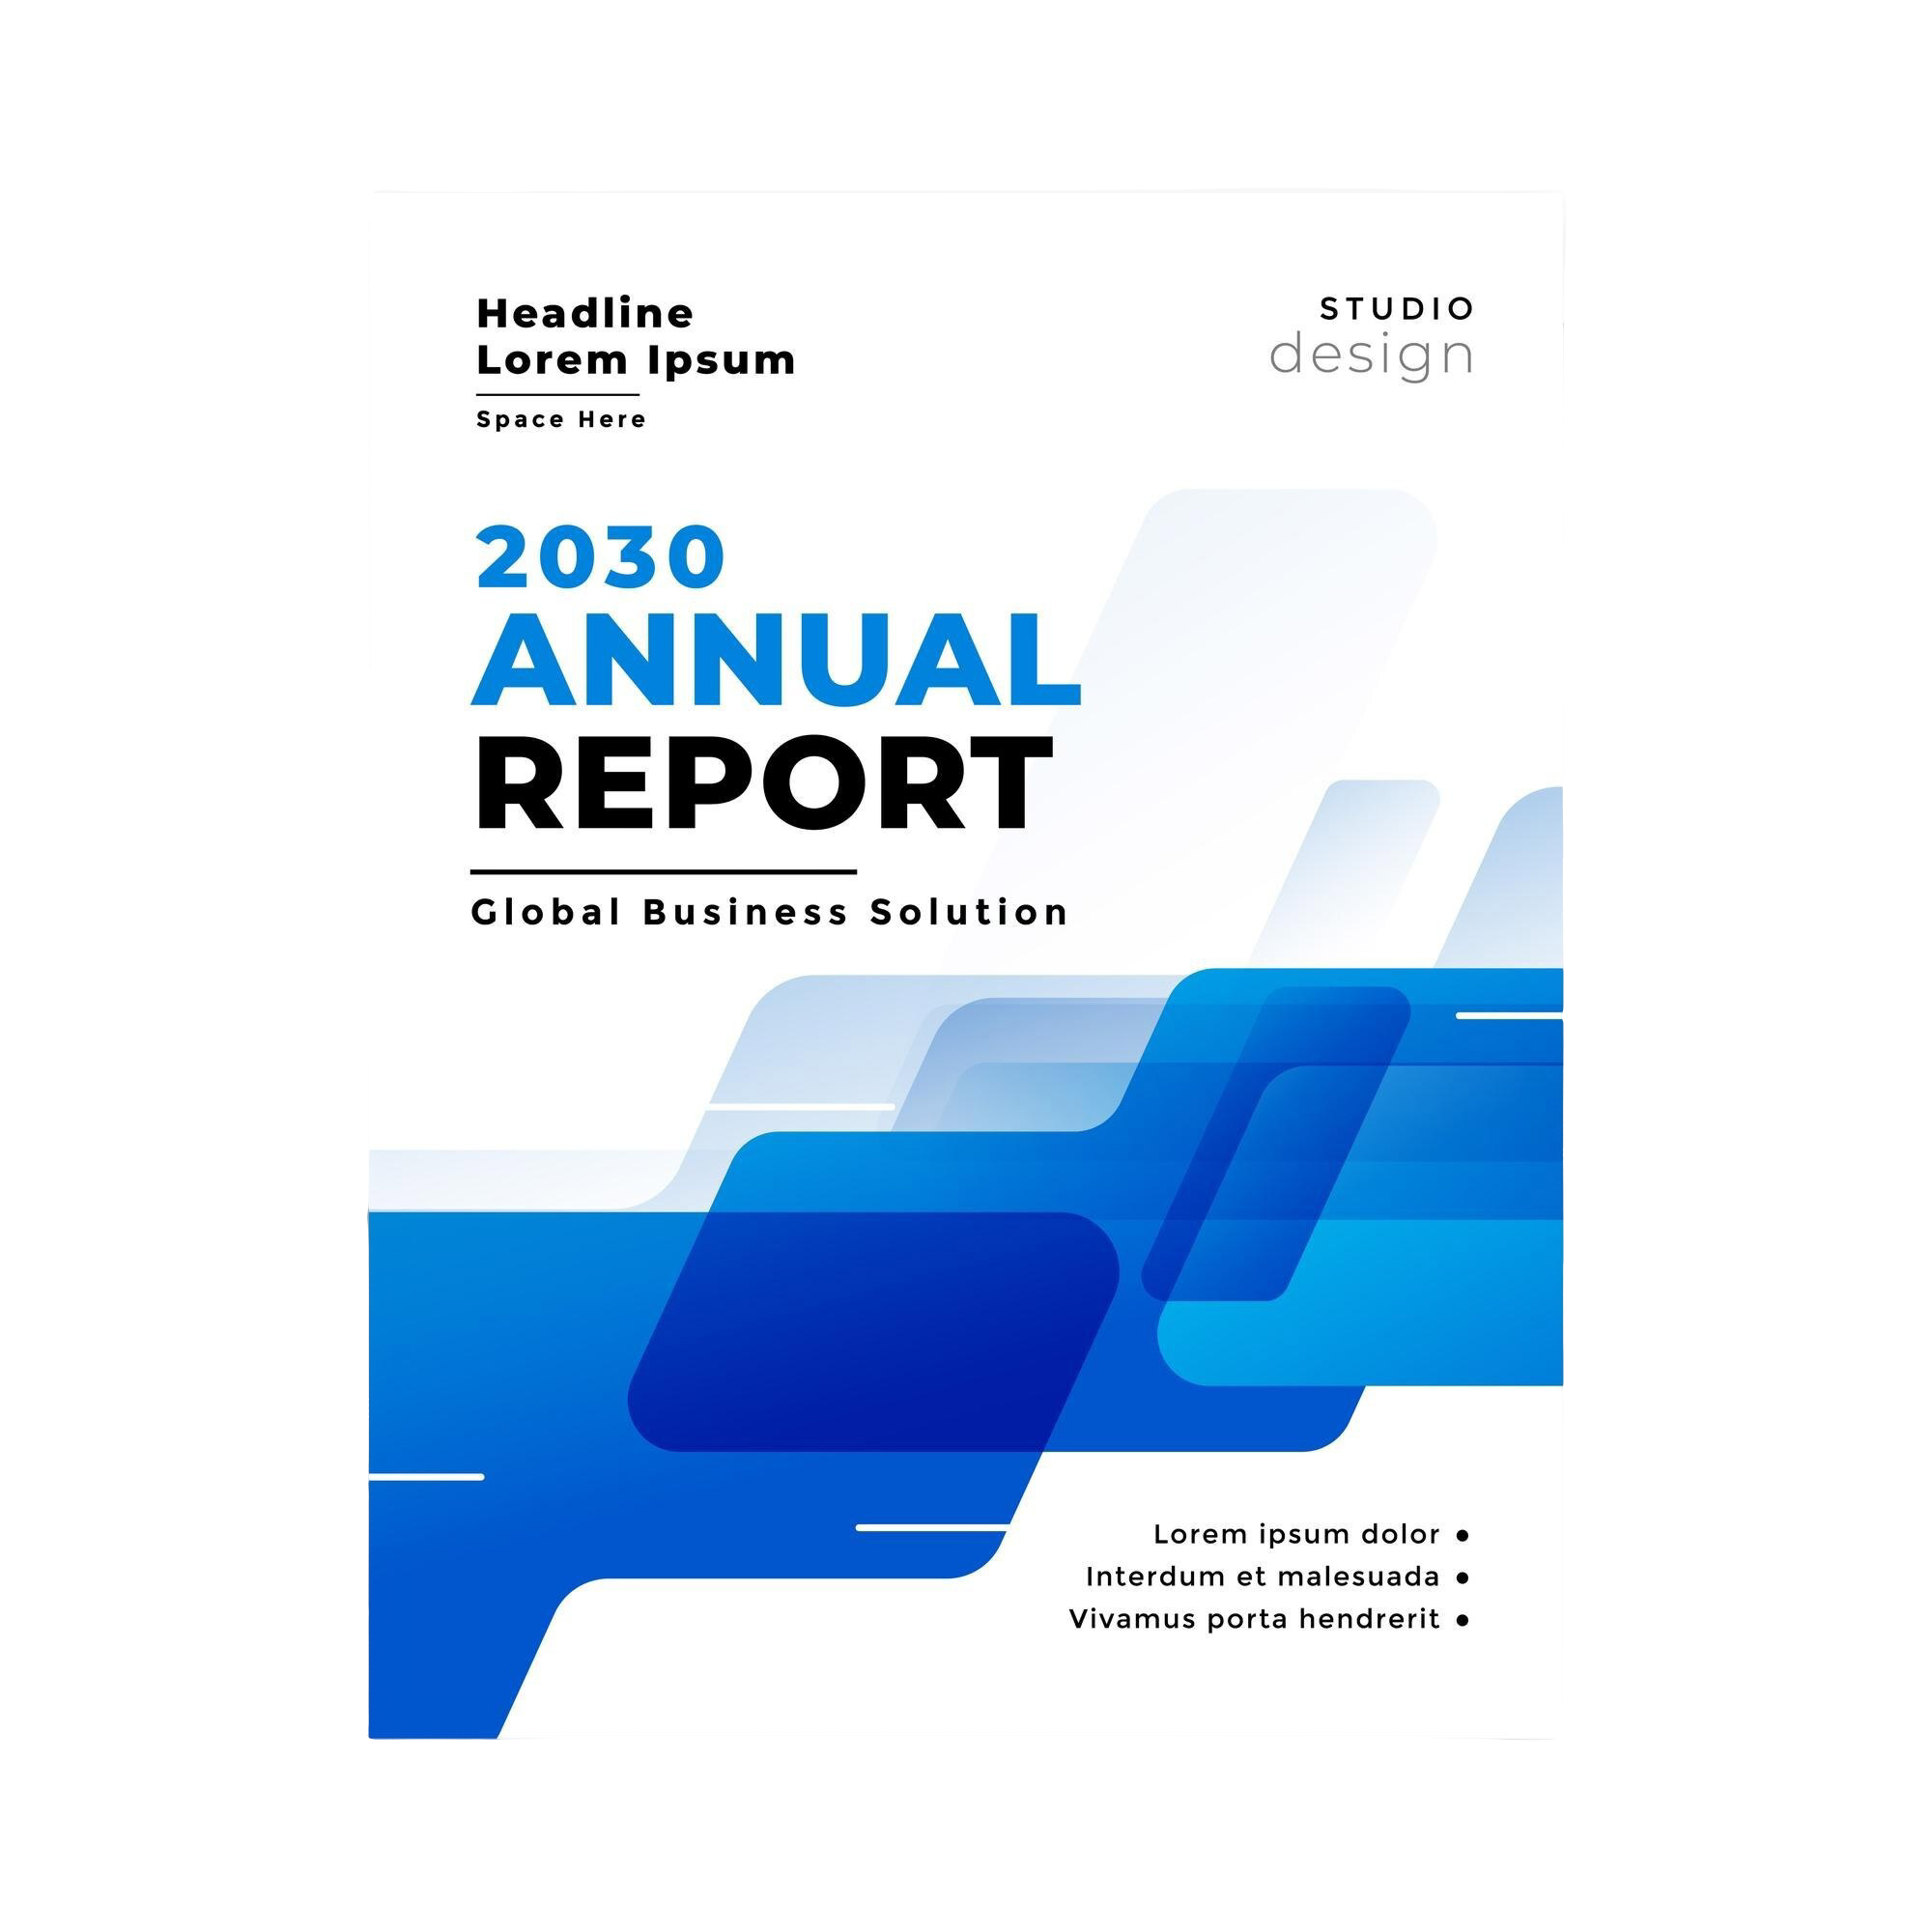 Headline
Lorem Ipsum
Space Here
STUDIO
design
2030
ANNUAL
REPORT
Global Business Solution
Lorem ipsum dolor •
Interdum et malesuada •
Vivamus porta hendrerit •